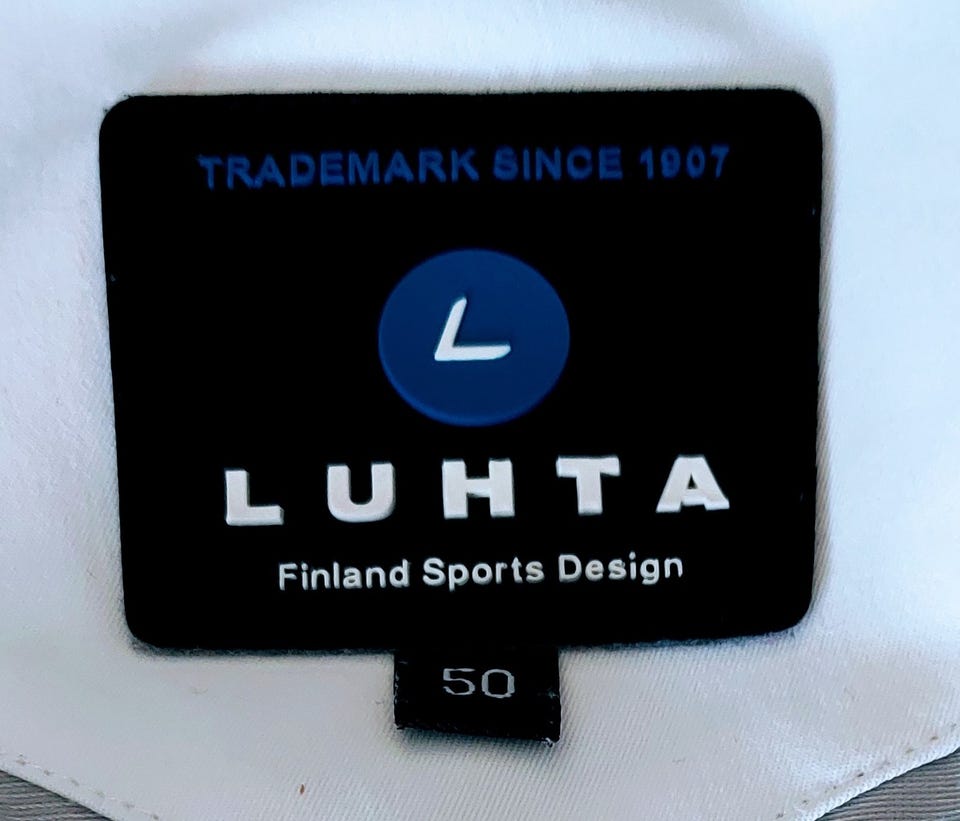 TRADEMARK SINCE 1907
L
LUHTA
Finland Sports Design
50